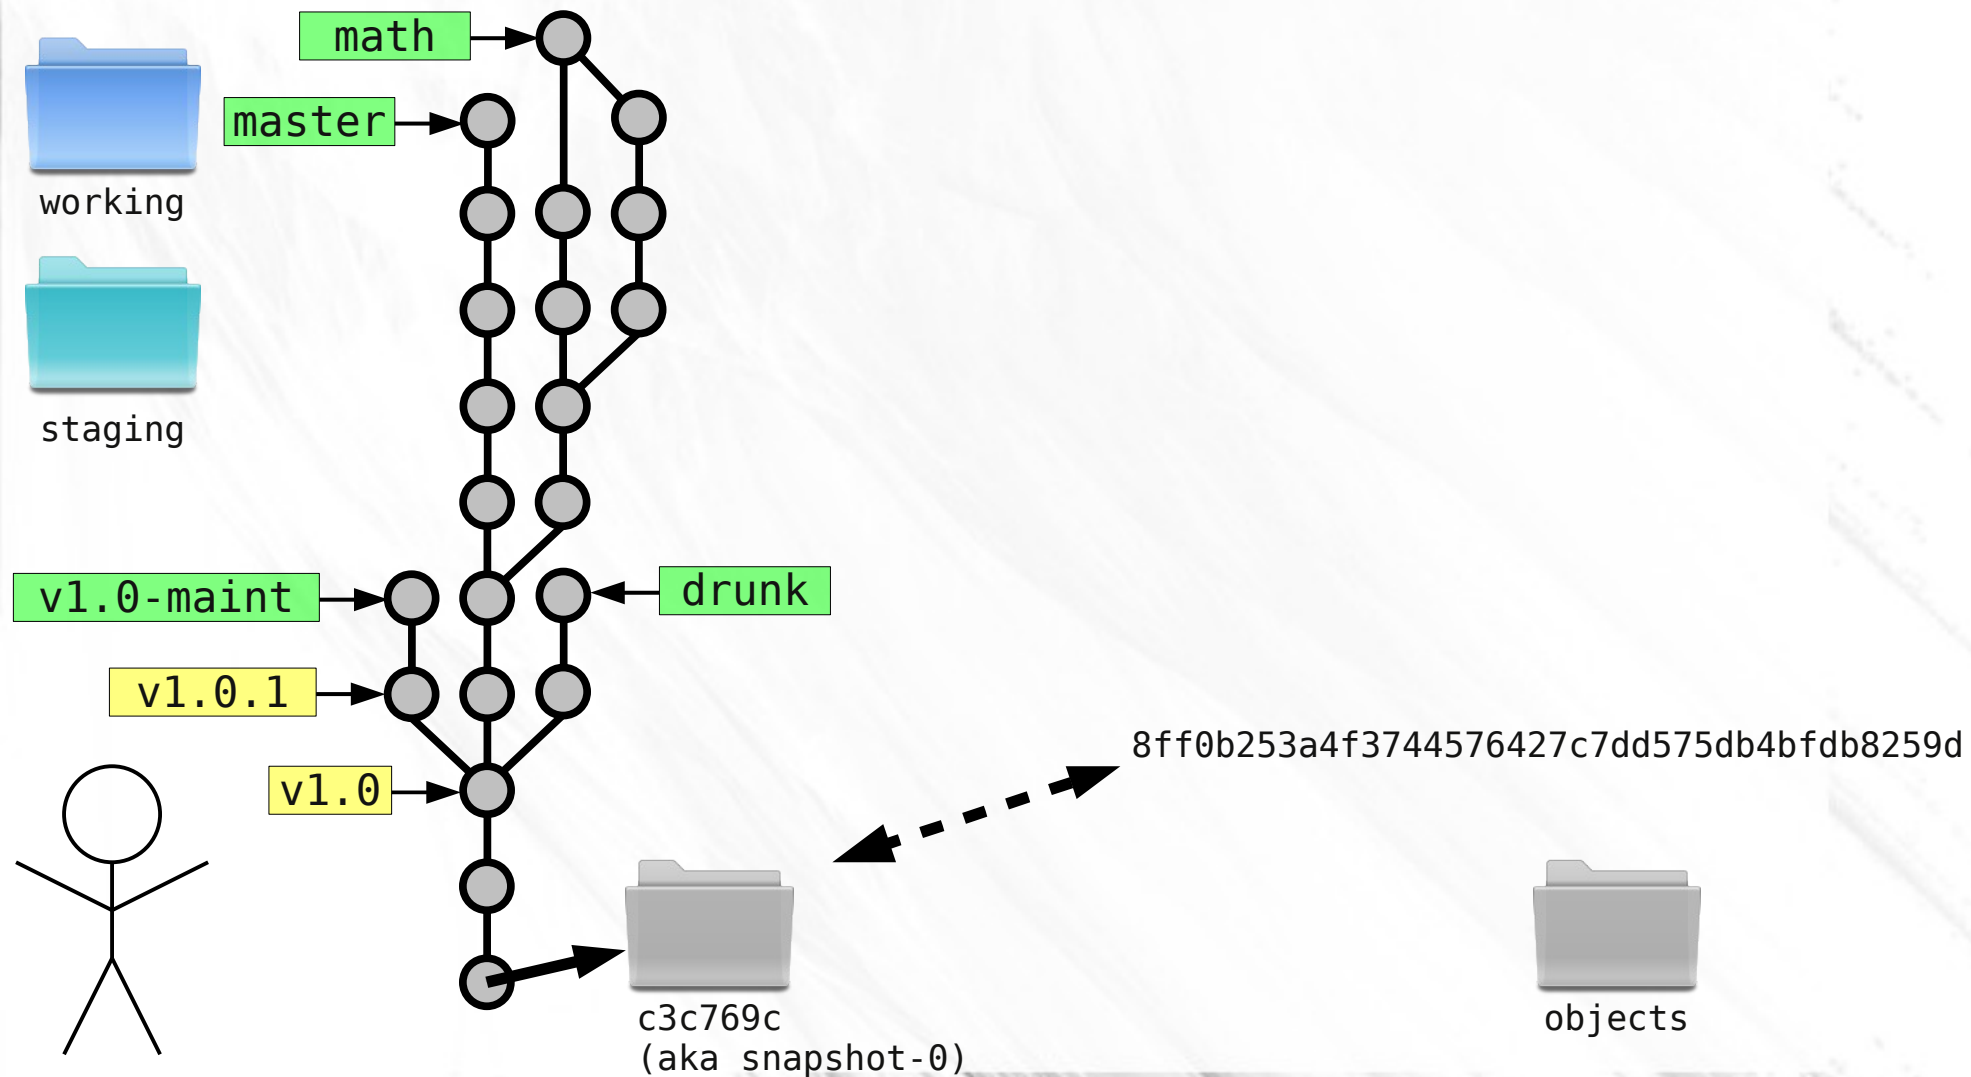 math
master
working
staging
v1.0-maint
drunk
v1.0.1
8ff0b253a4f3744576427c7dd575db4bfdb8259d
v1.0
c3c769c
(aka snapshot-0)
objects